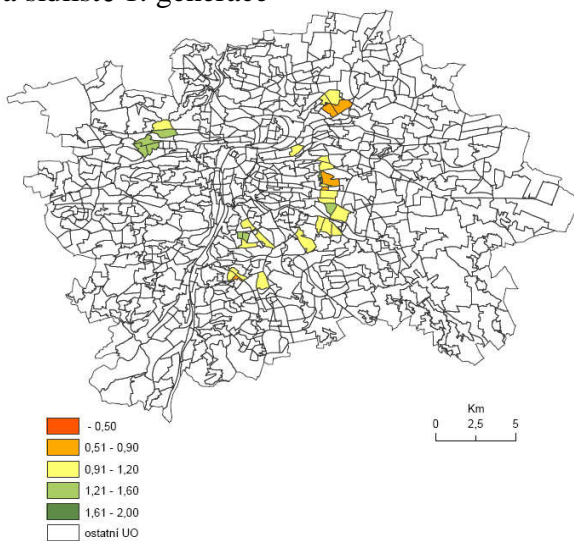 a sídliště 1. generace
- 0,50
0,51 - 0,90
0,91 - 1,20
1,21 - 1,60
1,61 - 2,00
ostatní UO
Km
0 2,5 5